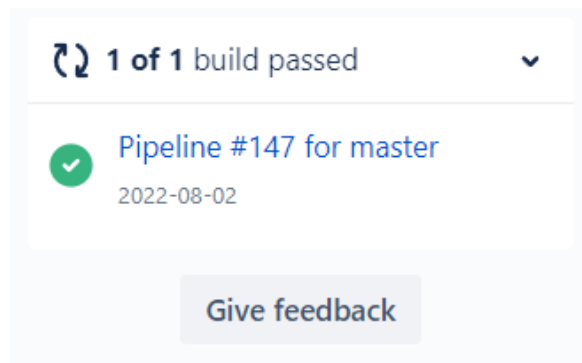 1 of 1 build passed
Pipeline #147 for master
2022-08-02
Give feedback